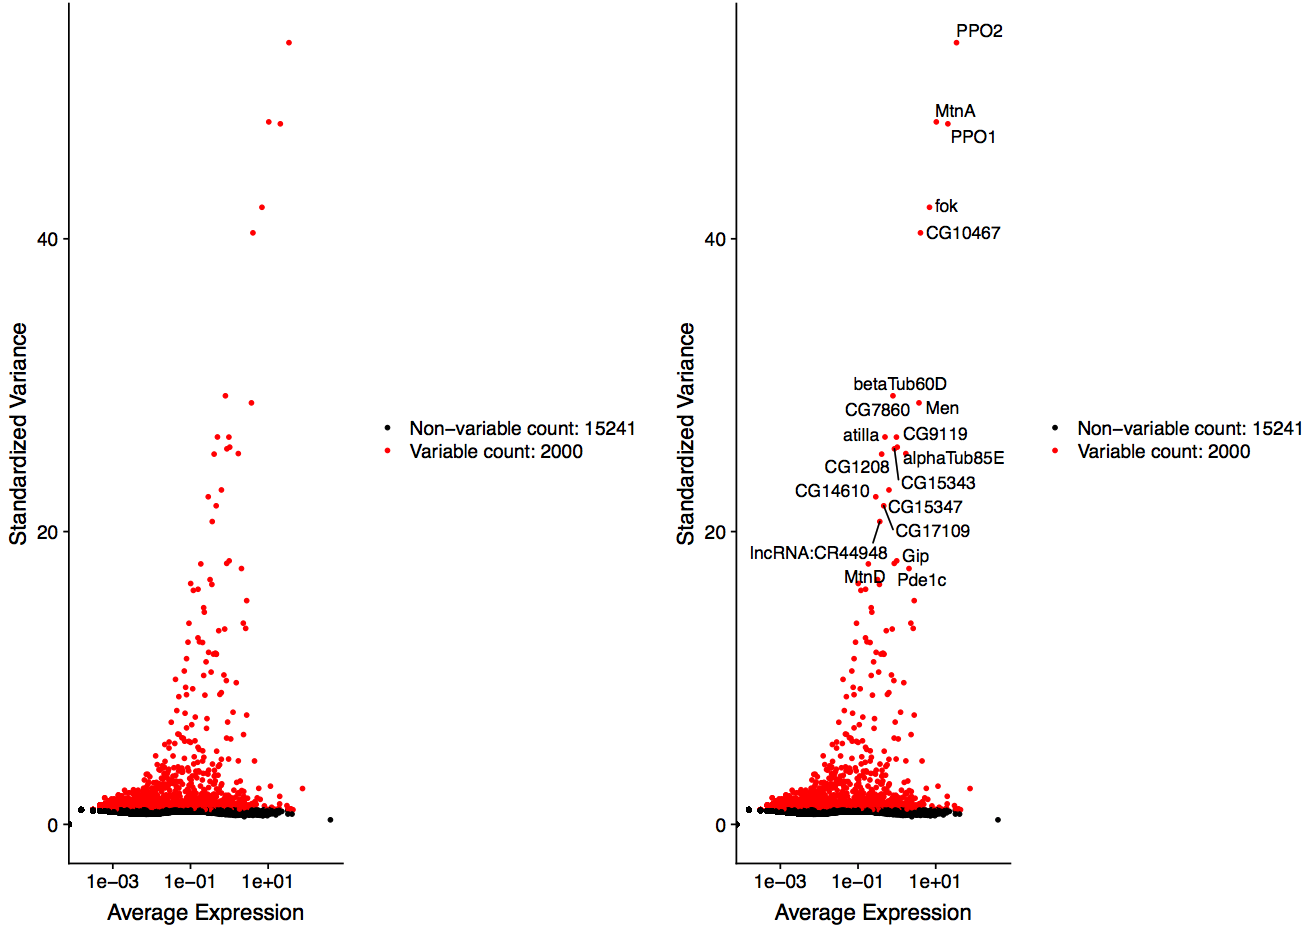 40
20
0
Standardized Variance
1e−03
1e−01
1e+01
Average Expression
Non−variable count: 15241
Variable count: 2000
PPO2
MtnA
PPO1
fok
40
CG10467
betaTub60D
CG7860
Men
atilla
CG9119
alphaTub85E
CG1208
CG15343
CG14610
CG15347
20
CG17109
lncRNA:CR44948
Gip
MtnD
Pde1c
0
Standardized Variance
1e−03
1e−01
1e+01
Average Expression
Non−variable count: 15241
Variable count: 2000